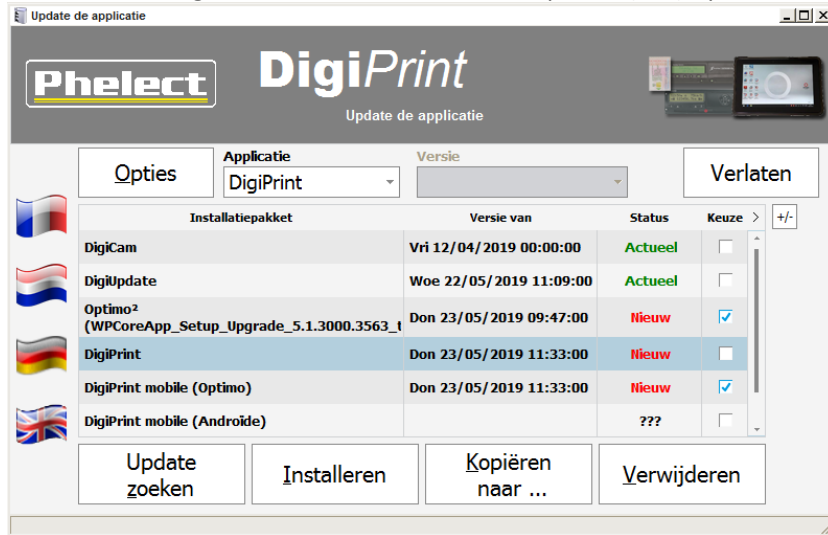 Update de applicatie
Phelect
DigiPrint
Update de applicatie
Opties
Applicatie
DigiPrint
Versie
Verlaten
Installatiepakket Versie van Status Keuze > +/-
DigiCam Vri 12/04/2019 00:00:00 Actueel
DigiUpdate Woe 22/05/2019 11:09:00 Actueel
Optimo²
(WPCoreApp_Setup_Upgrade_5.1.3000.3563_t Don 23/05/2019 09:47:00 Nieuw
DigiPrint Don 23/05/2019 11:33:00 Nieuw
DigiPrint mobile (Optimo) Don 23/05/2019 11:33:00 Nieuw
DigiPrint mobile (Androïde) ???
Update
zoeken
Installeren
Kopiëren
naar ...
Verwijderen